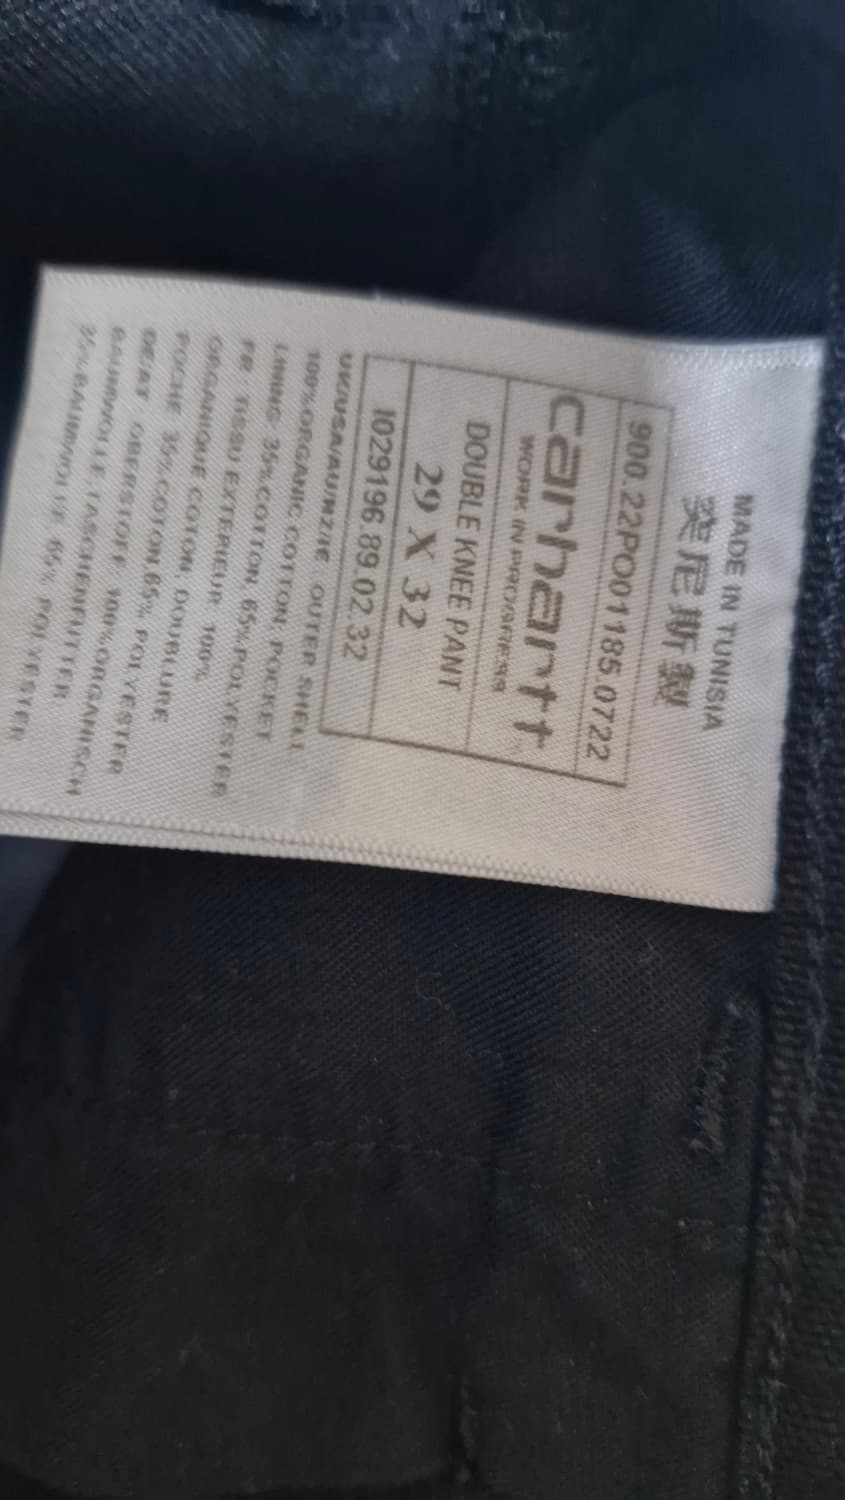 MADE IN TUNISIA
突尼斯製
900.22PO01185.0722
carhartt
WORK IN PROGRESS
DOUBLE KNEE PANT
29 X 32
1029196.89.02.32
UK/USA/AU/NZ/IE : OUTER SHELL
100%ORGANIC COTTON, POCKET
LINING: 35%COTTON, 65%POLYESTER
FR : TISSU EXTERIEUR: 100%
ORGANIQUE COTON, DOUBLURE
POCHE: 35%COTON,65% POLYESTER
DE/AT : OBERSTOFF: 100%ORGANISCH
BAUMWOLLE,TASCHENFUTTER:
35%BAUMWOLLE, 65% POLYESTER